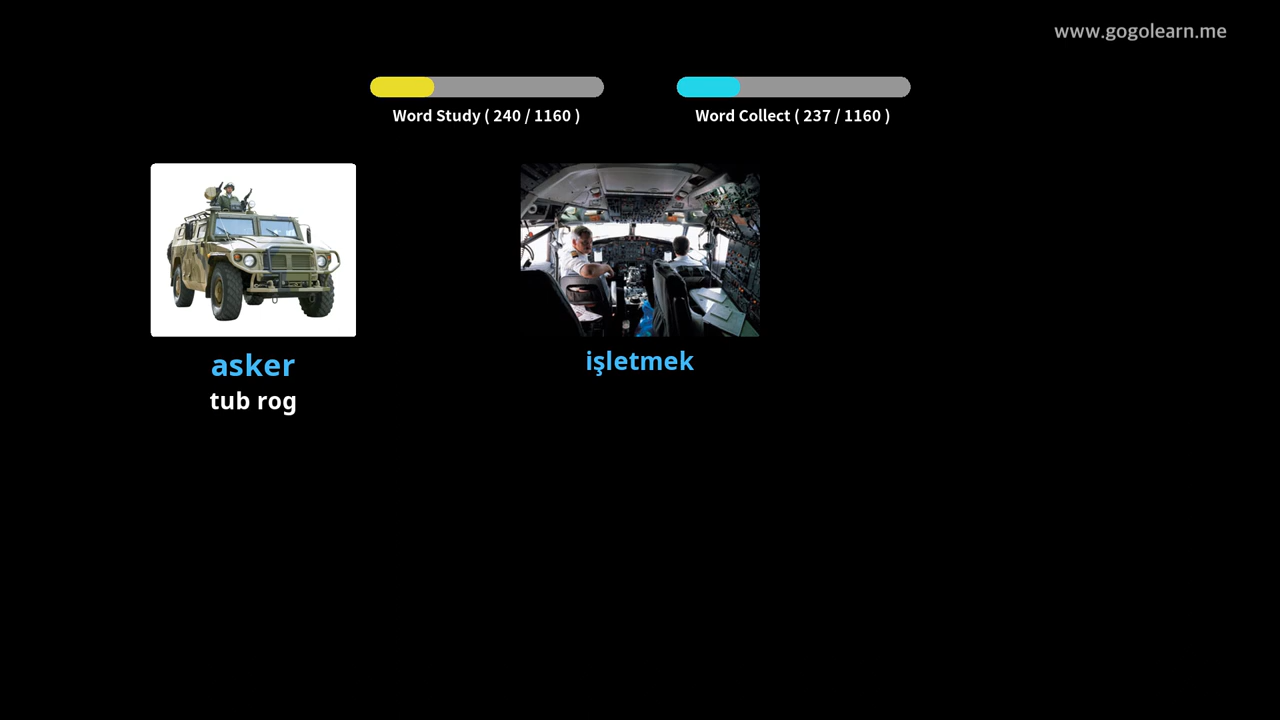 www.gogolearn.me
Word Study ( 240 / 1160 )
Word Collect ( 237 / 1160 )
asker
tub rog
işletmek